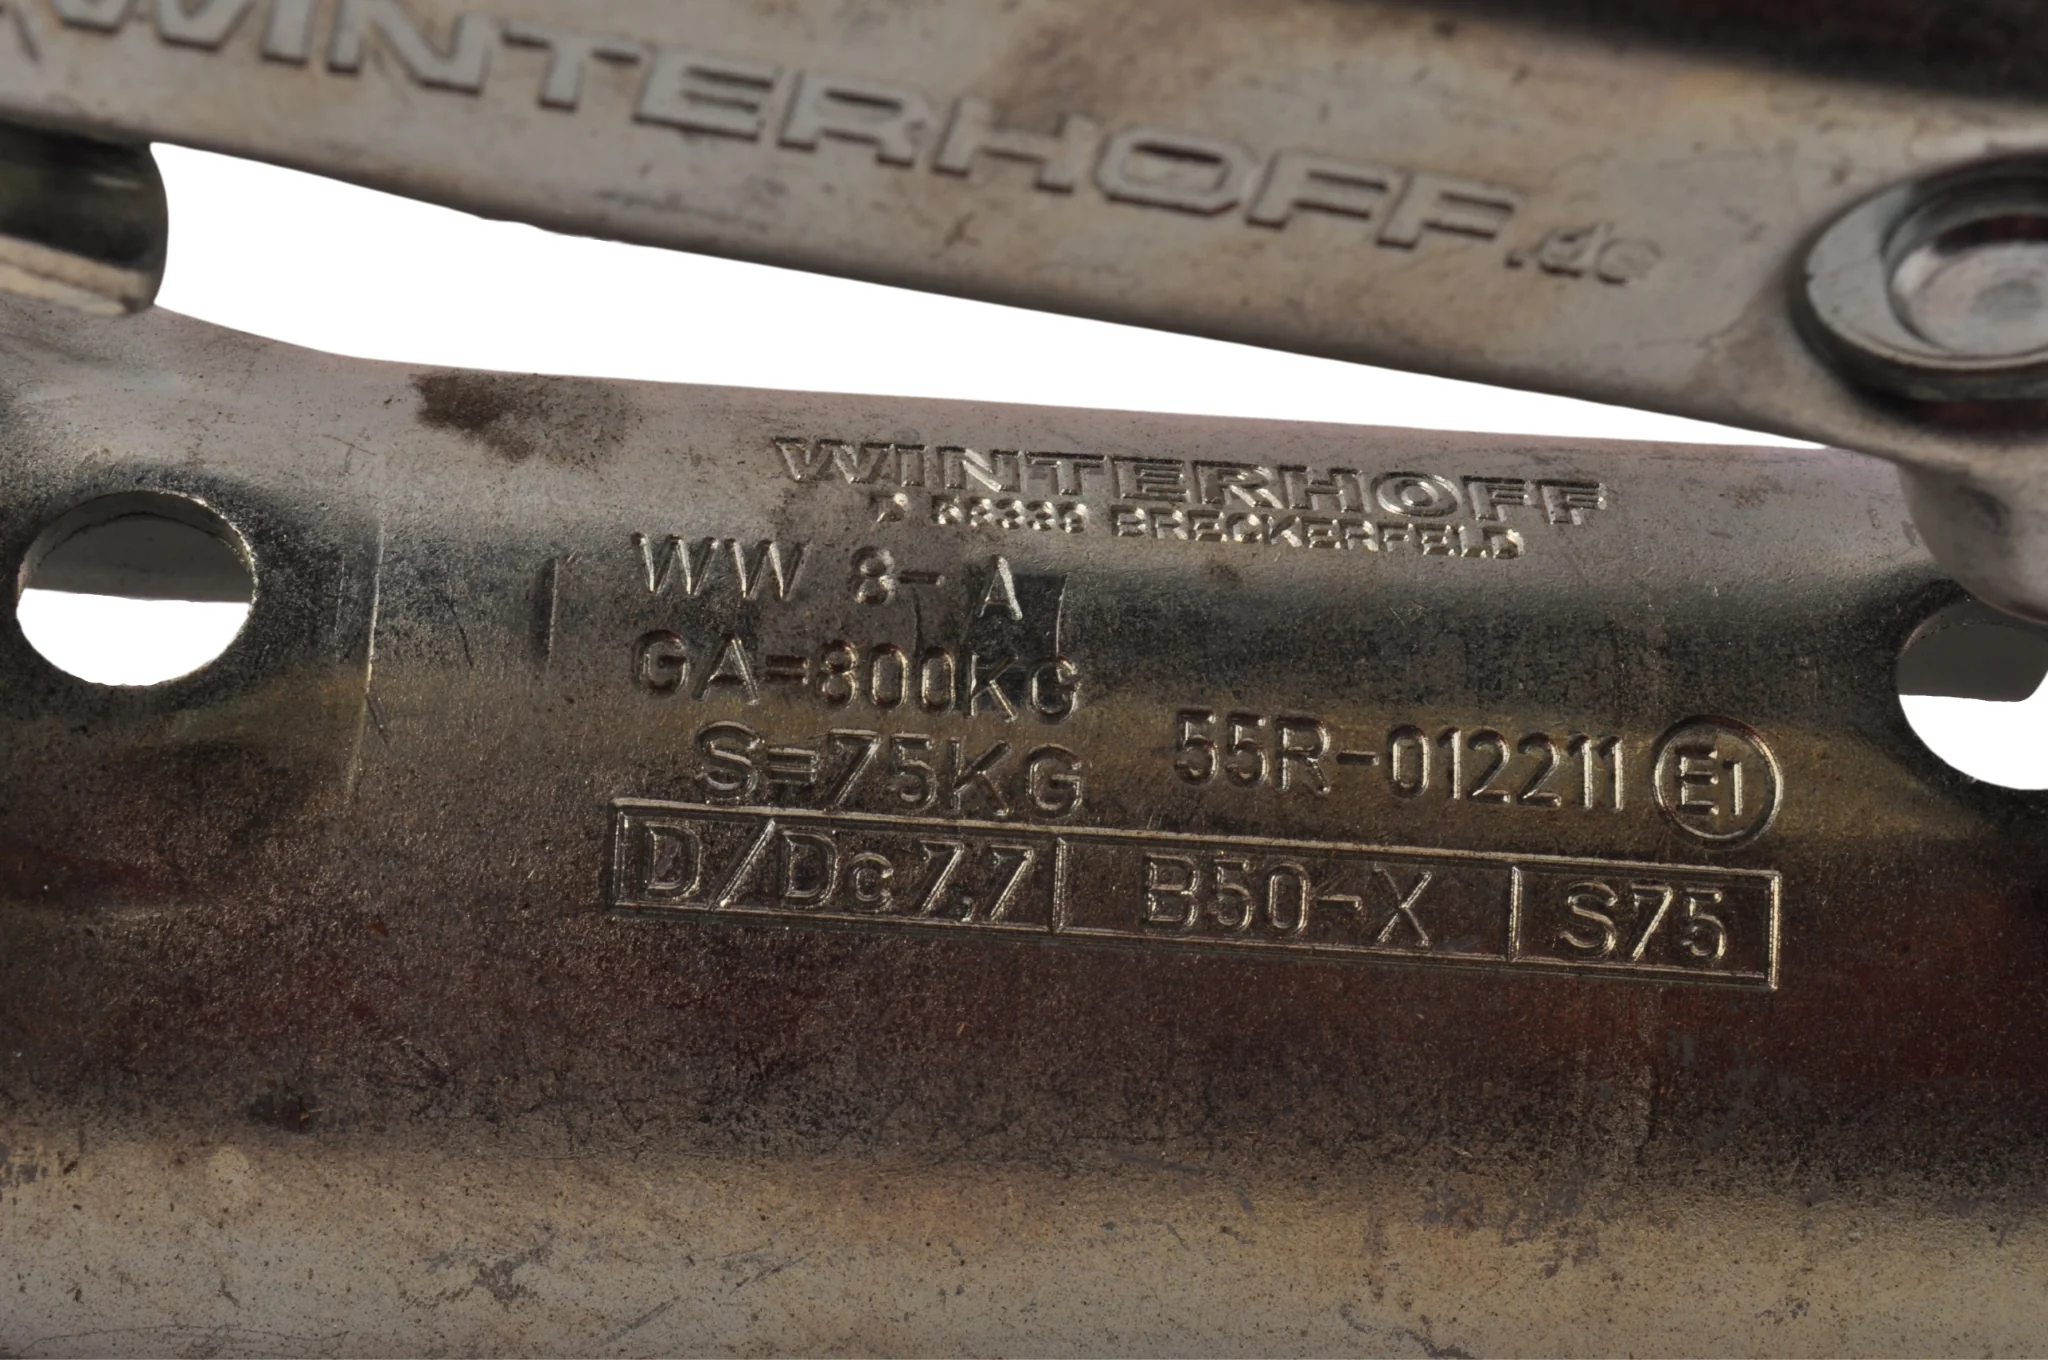 WINTERHOFF.de
WINTERHOFF
D 58339 BRECKERFELD
WW 8-A
GA=800KG
S=75KG
55R-012211 E1
D/Dc 7,7 B50-X S75